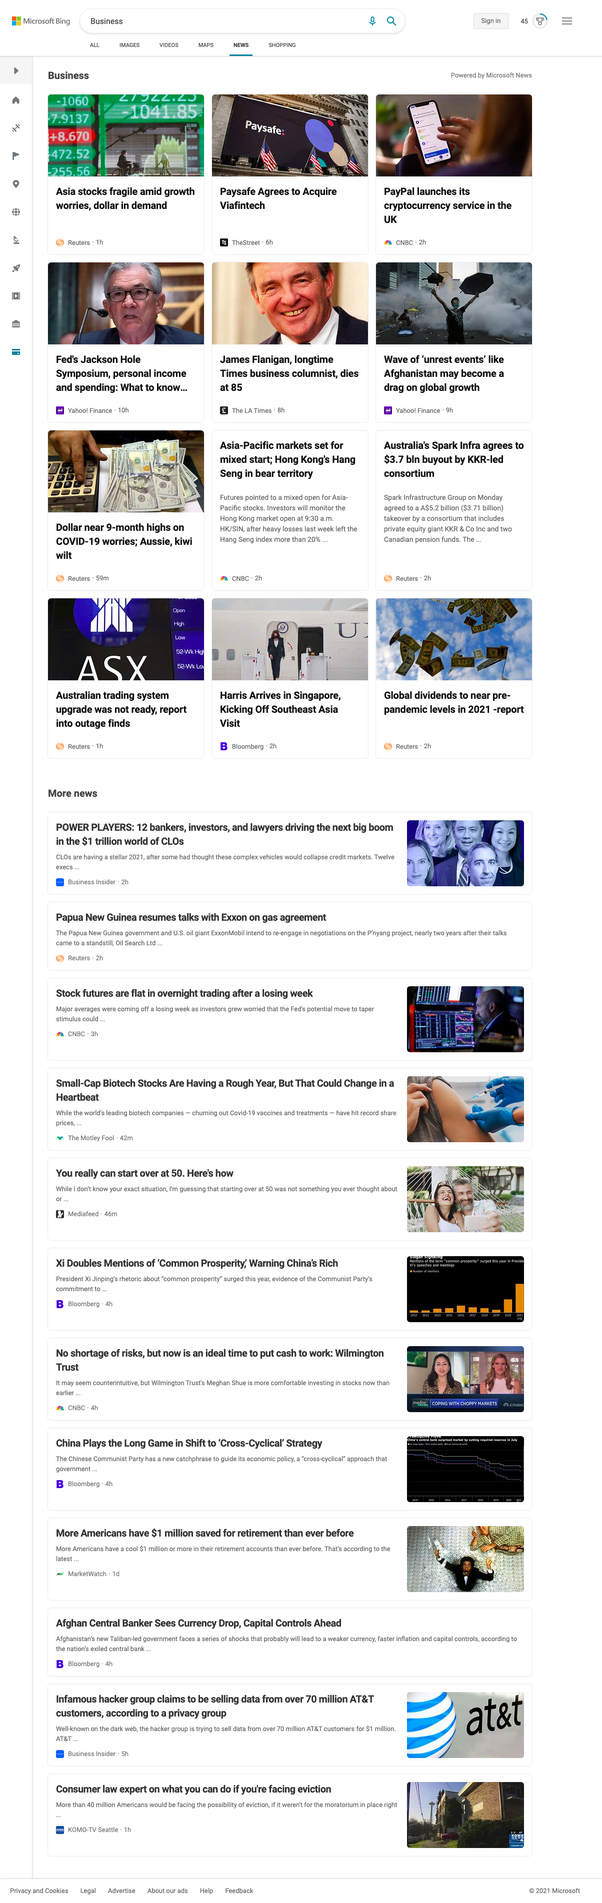 Microsoft Bing
Business
Sign in
45
ALL
IMAGES
VIDEOS
MAPS
NEWS
SHOPPING
Business
Powered by Microsoft News
-1060
27922.25
-7.9137
-1041.85
+8.670
-472.52
-255.56
Paysafe:
Asia stocks fragile amid growth
worries, dollar in demand
Reuters · 1h
Paysafe Agrees to Acquire
Viafintech
TheStreet · 6h
PayPal launches its
cryptocurrency service in the
UK
CNBC · 2h
Fed's Jackson Hole
Symposium, personal income
and spending: What to know...
Yahoo! Finance · 10h
James Flanigan, longtime
Times business columnist, dies
at 85
The LA Times · 8h
Wave of ‘unrest events’ like
Afghanistan may become a
drag on global growth
Yahoo! Finance · 9h
Dollar near 9-month highs on
COVID-19 worries; Aussie, kiwi
wilt
Reuters · 59m
Asia-Pacific markets set for
mixed start; Hong Kong's Hang
Seng in bear territory
Futures pointed to a mixed open for Asia-
Pacific stocks. Investors will monitor the
Hong Kong market open at 9:30 a.m.
HK/SIN, after heavy losses last week left the
Hang Seng index more than 20% ...
CNBC · 2h
Australia's Spark Infra agrees to
$3.7 bln buyout by KKR-led
consortium
Spark Infrastructure Group on Monday
agreed to a A$5.2 billion ($3.71 billion)
takeover by a consortium that includes
private equity giant KKR & Co Inc and two
Canadian pension funds. The ...
Reuters · 2h
Open
High
Low
52-Wk High
52-Wk Low
ASX
Australian trading system
upgrade was not ready, report
into outage finds
Reuters · 1h
Harris Arrives in Singapore,
Kicking Off Southeast Asia
Visit
Bloomberg · 2h
Global dividends to near pre-
pandemic levels in 2021 -report
Reuters · 2h
More news
POWER PLAYERS: 12 bankers, investors, and lawyers driving the next big boom
in the $1 trillion world of CLOs
CLOs are having a stellar 2021, after some had thought these complex vehicles would collapse credit markets. Twelve
execs ...
Business Insider · 2h
Papua New Guinea resumes talks with Exxon on gas agreement
The Papua New Guinea government and U.S. oil giant ExxonMobil intend to re-engage in negotiations on the P'nyang project, nearly two years after their talks
came to a standstill, Oil Search Ltd ...
Reuters · 2h
Stock futures are flat in overnight trading after a losing week
Major averages were coming off a losing week as investors grew worried that the Fed's potential move to taper
stimulus could ...
CNBC · 3h
Small-Cap Biotech Stocks Are Having a Rough Year, But That Could Change in a
Heartbeat
While the world's leading biotech companies — churning out Covid-19 vaccines and treatments — have hit record share
prices, ...
The Motley Fool · 42m
You really can start over at 50. Here's how
While I don't know your exact situation, I'm guessing that starting over at 50 was not something you ever thought about
or ...
Mediafeed · 46m
Xi Doubles Mentions of ‘Common Prosperity,’ Warning China's Rich
President Xi Jinping's rhetoric about “common prosperity” surged this year, evidence of the Communist Party's
commitment to ...
Bloomberg · 4h
No shortage of risks, but now is an ideal time to put cash to work: Wilmington
Trust
It may seem counterintuitive, but Wilmington Trust's Meghan Shue is more comfortable investing in stocks now than
earlier ...
CNBC · 4h
COPING WITH CHOPPY MARKETS
China Plays the Long Game in Shift to ‘Cross-Cyclical’ Strategy
The Chinese Communist Party has a new catchphrase to guide its economic policy, a “cross-cyclical” approach that
government ...
Bloomberg · 4h
More Americans have $1 million saved for retirement than ever before
More Americans have a cool $1 million or more in their retirement accounts than ever before. That's according to the
latest ...
MarketWatch · 1d
Afghan Central Banker Sees Currency Drop, Capital Controls Ahead
Afghanistan's new Taliban-led government faces a series of shocks that probably will lead to a weaker currency, faster inflation and capital controls, according to
the nation's exiled central bank ...
Bloomberg · 4h
Infamous hacker group claims to be selling data from over 70 million AT&T
customers, according to a privacy group
Well-known on the dark web, the hacker group is trying to sell data from over 70 million AT&T customers for $1 million.
AT&T ...
Business Insider · 5h
at&t
Consumer law expert on what you can do if you're facing eviction
More than 40 million Americans would be facing the possibility of eviction, if it weren't for the moratorium in place right
...
KOMO-TV Seattle · 1h
Privacy and Cookies
Legal
Advertise
About our ads
Help
Feedback
© 2021 Microsoft